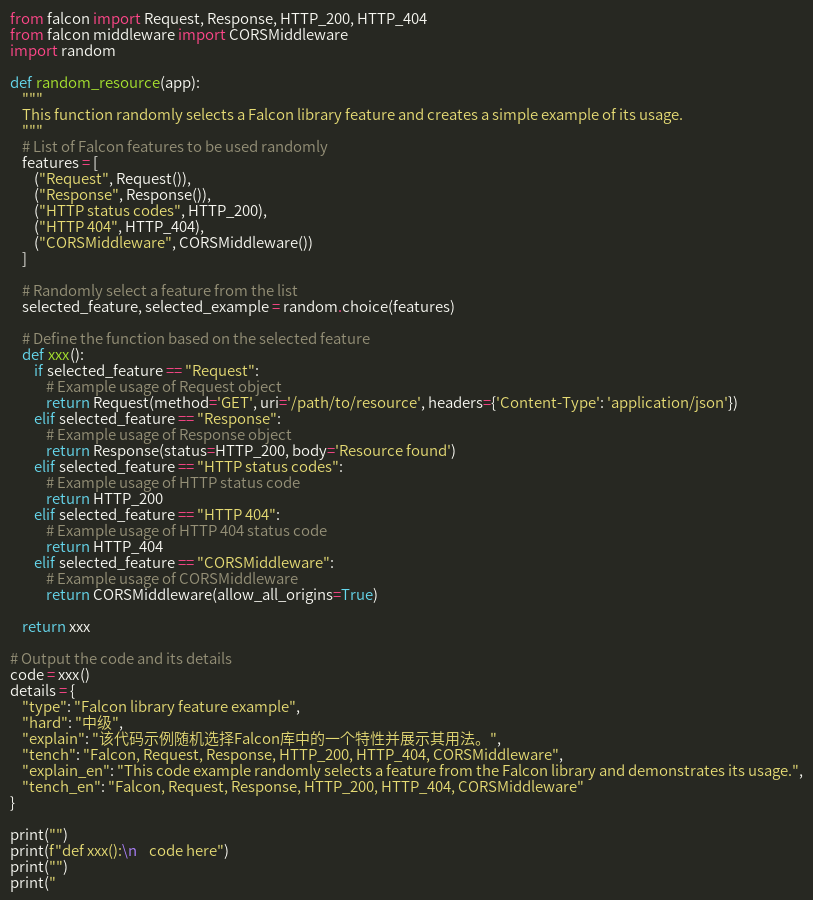 from falcon import Request, Response, HTTP_200, HTTP_404
from falcon middleware import CORSMiddleware
import random
def random_resource(app):
"""
This function randomly selects a Falcon library feature and creates a simple example of its usage.
"""
# List of Falcon features to be used randomly
features = [
("Request", Request()),
("Response", Response()),
("HTTP status codes", HTTP_200),
("HTTP 404", HTTP_404),
("CORSMiddleware", CORSMiddleware())
]
# Randomly select a feature from the list
selected_feature, selected_example = random.choice(features)
# Define the function based on the selected feature
def xxx():
if selected_feature == "Request":
# Example usage of Request object
return Request(method='GET', uri='/path/to/resource', headers={'Content-Type': 'application/json'})
elif selected_feature == "Response":
# Example usage of Response object
return Response(status=HTTP_200, body='Resource found')
elif selected_feature == "HTTP status codes":
# Example usage of HTTP status code
return HTTP_200
elif selected_feature == "HTTP 404":
# Example usage of HTTP 404 status code
return HTTP_404
elif selected_feature == "CORSMiddleware":
# Example usage of CORSMiddleware
return CORSMiddleware(allow_all_origins=True)
return xxx
# Output the code and its details
code = xxx()
details = {
"type": "Falcon library feature example",
"hard": "中级",
"explain": "该代码示例随机选择Falcon库中的一个特性并展示其用法。",
"tench": "Falcon, Request, Response, HTTP_200, HTTP_404, CORSMiddleware",
"explain_en": "This code example randomly selects a feature from the Falcon library and demonstrates its usage.",
"tench_en": "Falcon, Request, Response, HTTP_200, HTTP_404, CORSMiddleware"
}
print("")
print(f"def xxx():\n    code here")
print("")
print("